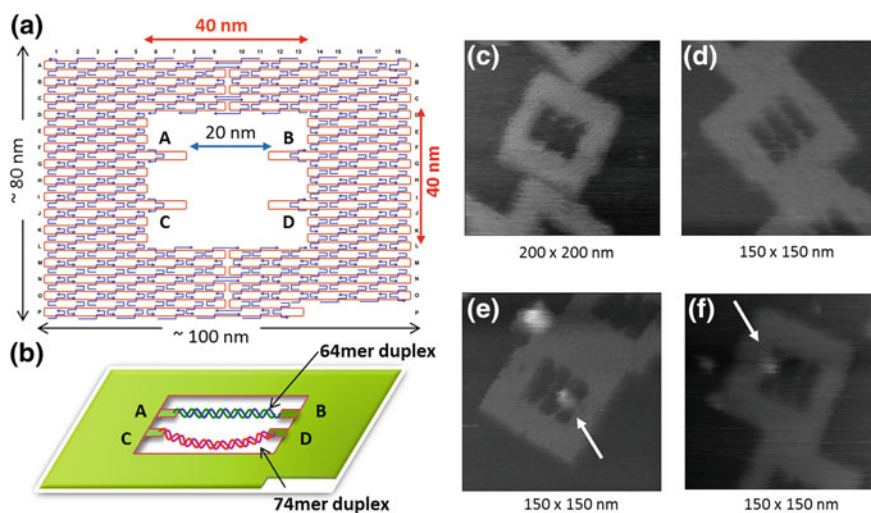 (a)
40 nm
1 2 3 4 5 6 7 8 9 10 11 12 13 14 15 16 17 18
A A
B B
C C
D D
E E
F F
G G
H H
I I
J J
K K
L L
M M
N N
O O
P P
~ 80 nm
A B
20 nm
C D
40 nm
~ 100 nm
(b)
64mer duplex
A B
C D
74mer duplex
(c)
200 x 200 nm
(d)
150 x 150 nm
(e)
150 x 150 nm
(f)
150 x 150 nm